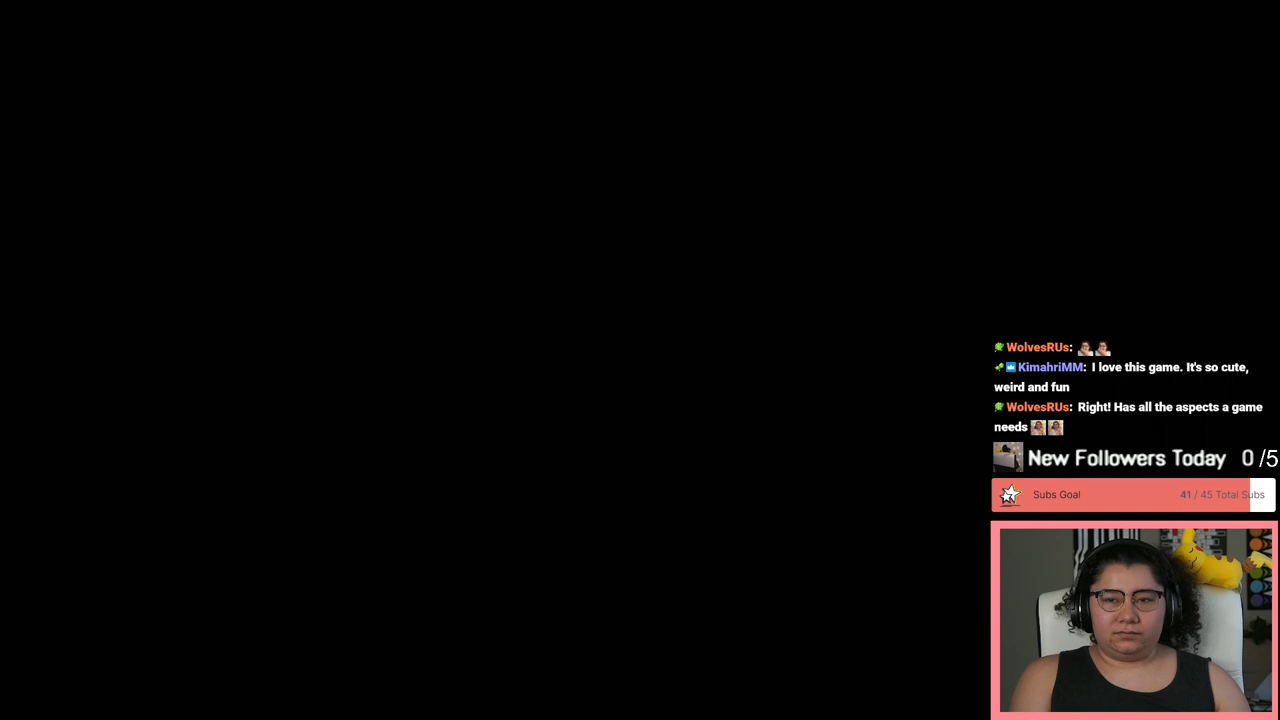 WolvesRUs:
KimahriMM: I love this game. It's so cute,
weird and fun
WolvesRUs: Right! Has all the aspects a game
needs
New Followers Today 0 /5
Subs Goal 41 / 45 Total Subs